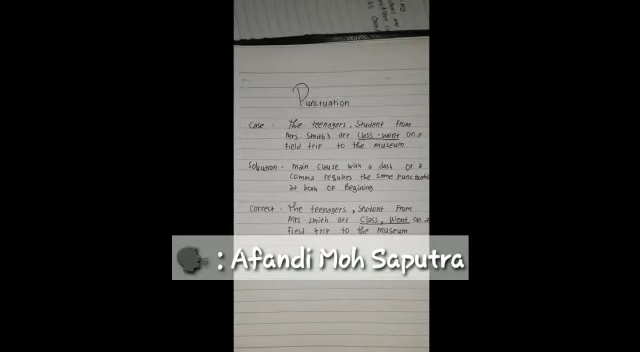 Punctuation
Case : The teenagers, Student From
Mrs. Smith's art Class - went on a
field trip to the museum
Solution : main Clause with a dash or a
comma requires the same punctuati
at both of Begining
Correct : The teenagers, Student From
Mrs smith art Class, went on a
field trip to the museum
: Afandi Moh Saputra